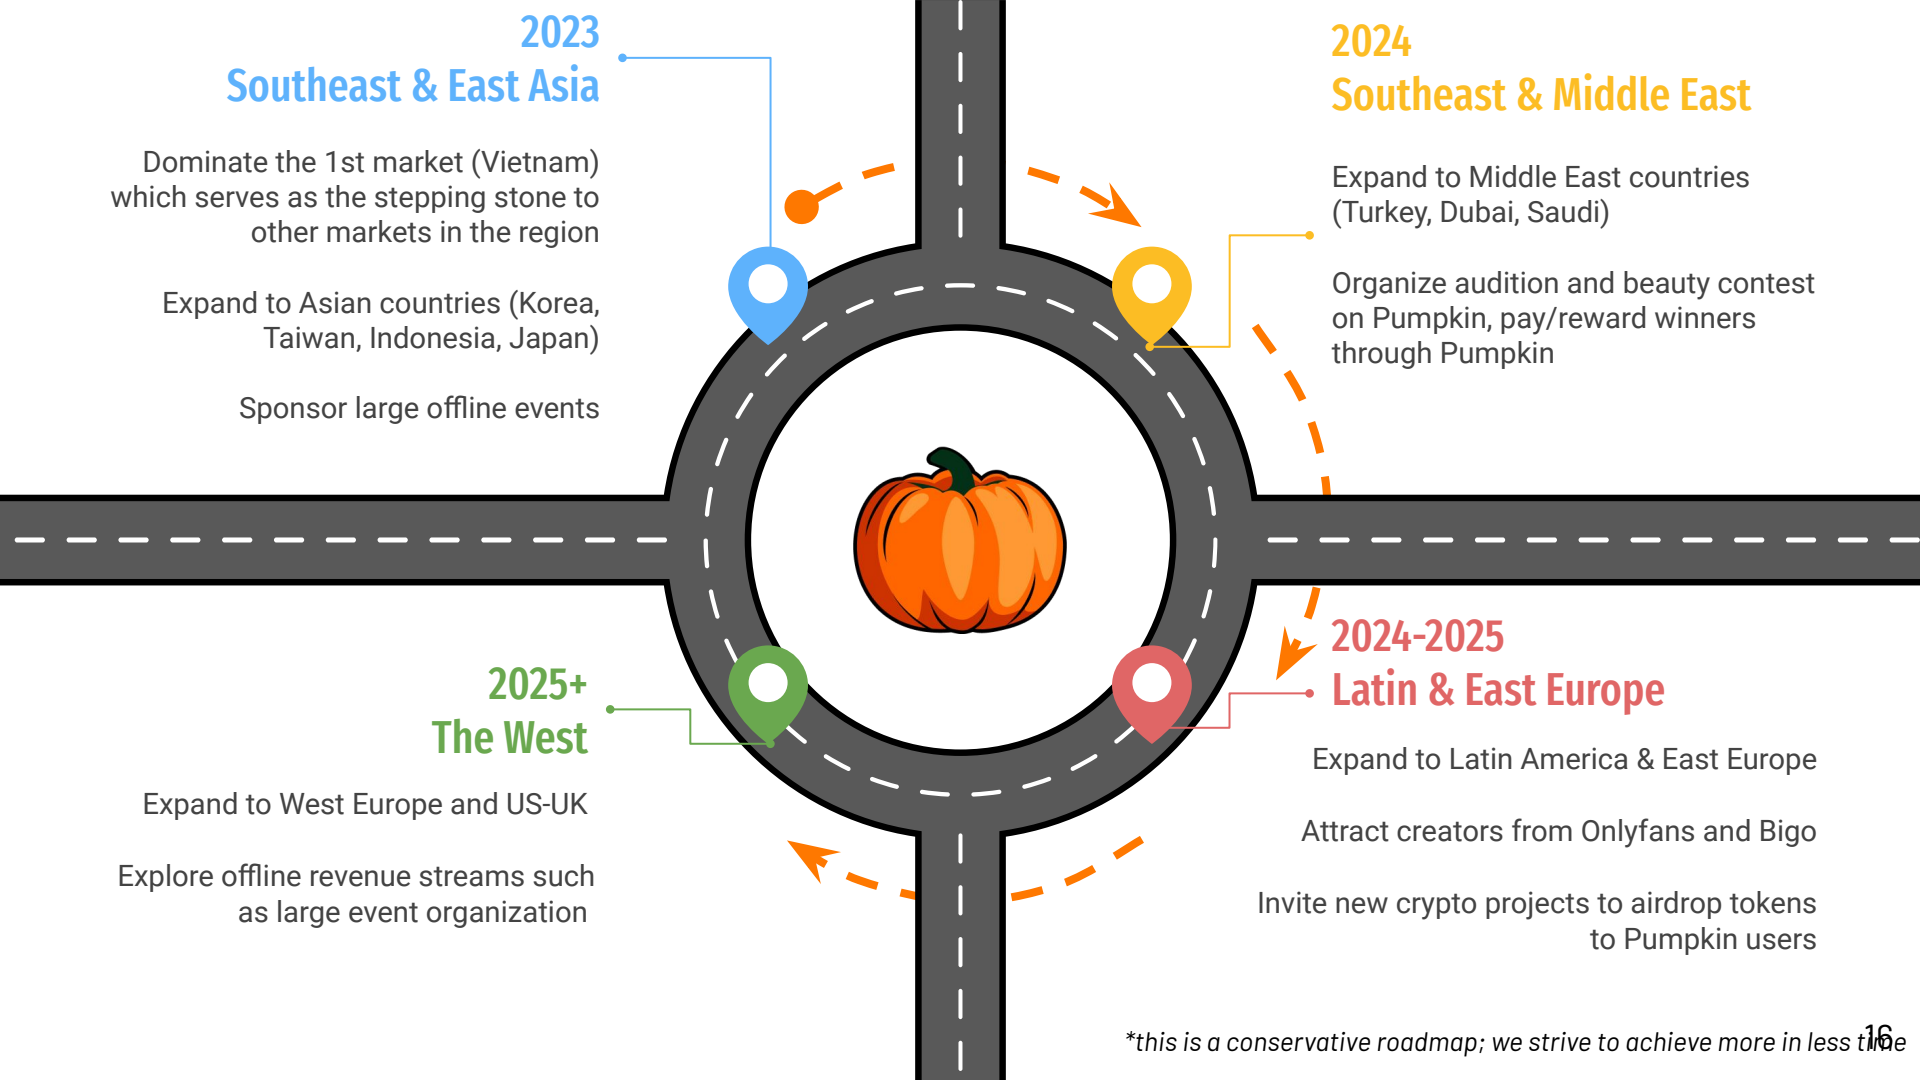 2023
Southeast & East Asia
Dominate the 1st market (Vietnam)
which serves as the stepping stone to
other markets in the region
Expand to Asian countries (Korea,
Taiwan, Indonesia, Japan)
Sponsor large offline events
2024
Southeast & Middle East
Expand to Middle East countries
(Turkey, Dubai, Saudi)
Organize audition and beauty contest
on Pumpkin, pay/reward winners
through Pumpkin
2024-2025
Latin & East Europe
Expand to Latin America & East Europe
Attract creators from Onlyfans and Bigo
Invite new crypto projects to airdrop tokens
to Pumpkin users
2025+
The West
Expand to West Europe and US-UK
Explore offline revenue streams such
as large event organization
*this is a conservative roadmap; we strive to achieve more in less time
16